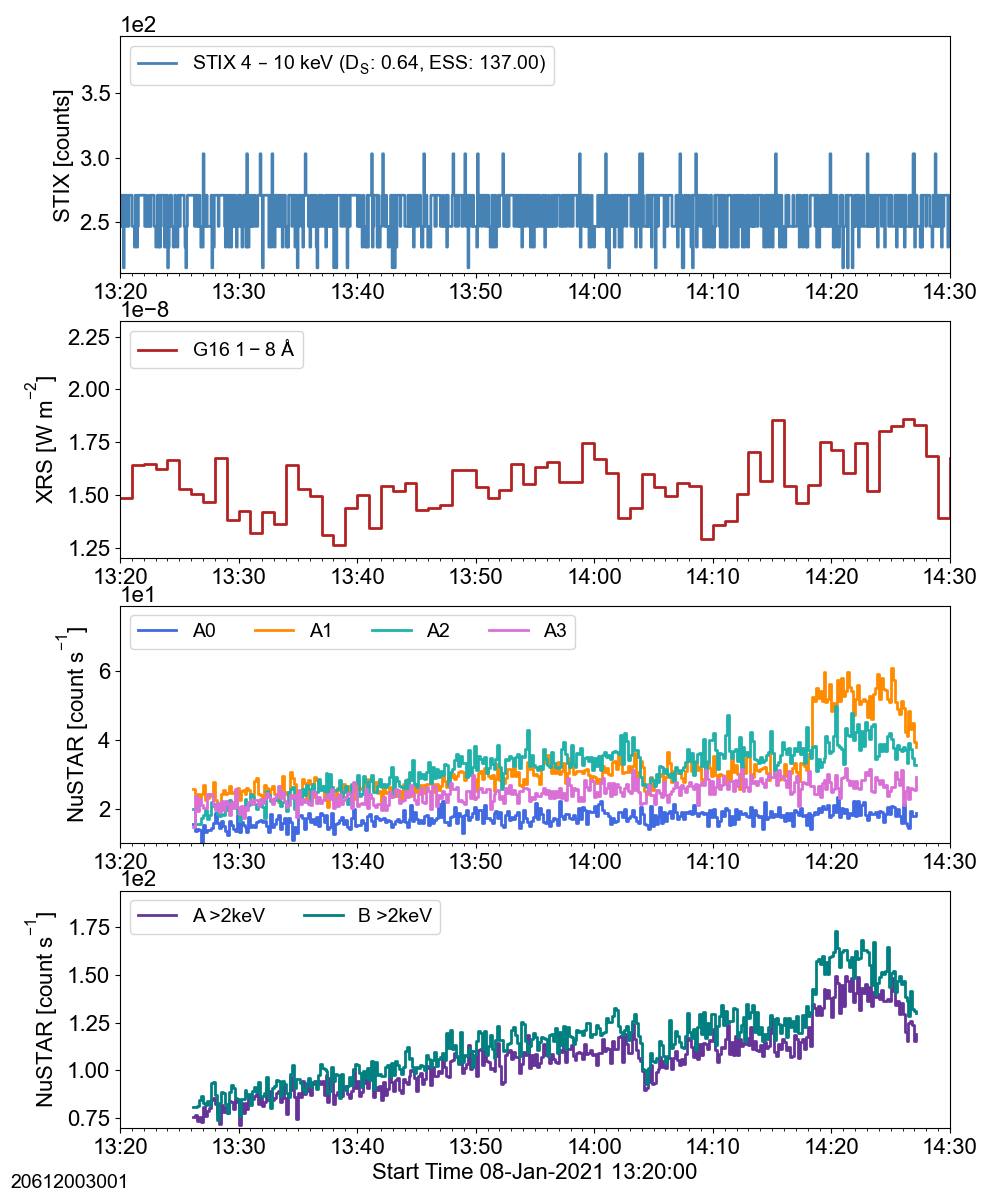 1e2
STIX 4 – 10 keV (DS: 0.64, ESS: 137.00)
STIX [counts]
3.5
3.0
2.5
13:20 13:30 13:40 13:50 14:00 14:10 14:20 14:30
1e−8
G16 1 – 8 Å
XRS [W m−2]
2.25
2.00
1.75
1.50
1.25
13:20 13:30 13:40 13:50 14:00 14:10 14:20 14:30
1e1
A0 A1 A2 A3
NuSTAR [count s−1]
6
4
2
13:20 13:30 13:40 13:50 14:00 14:10 14:20 14:30
1e2
A >2keV B >2keV
NuSTAR [count s−1]
1.75
1.50
1.25
1.00
0.75
13:20 13:30 13:40 13:50 14:00 14:10 14:20 14:30
Start Time 08-Jan-2021 13:20:00
20612003001